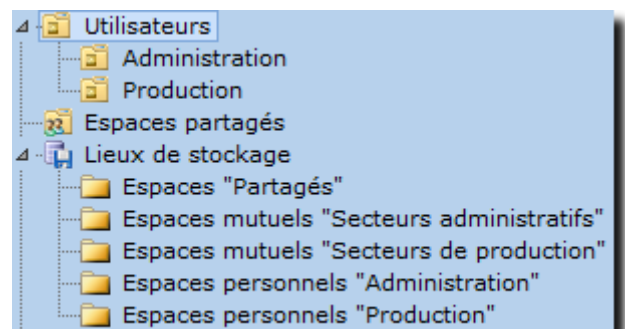 Utilisateurs
Administration
Production
Espaces partagés
Lieux de stockage
Espaces "Partagés"
Espaces mutuels "Secteurs administratifs"
Espaces mutuels "Secteurs de production"
Espaces personnels "Administration"
Espaces personnels "Production"